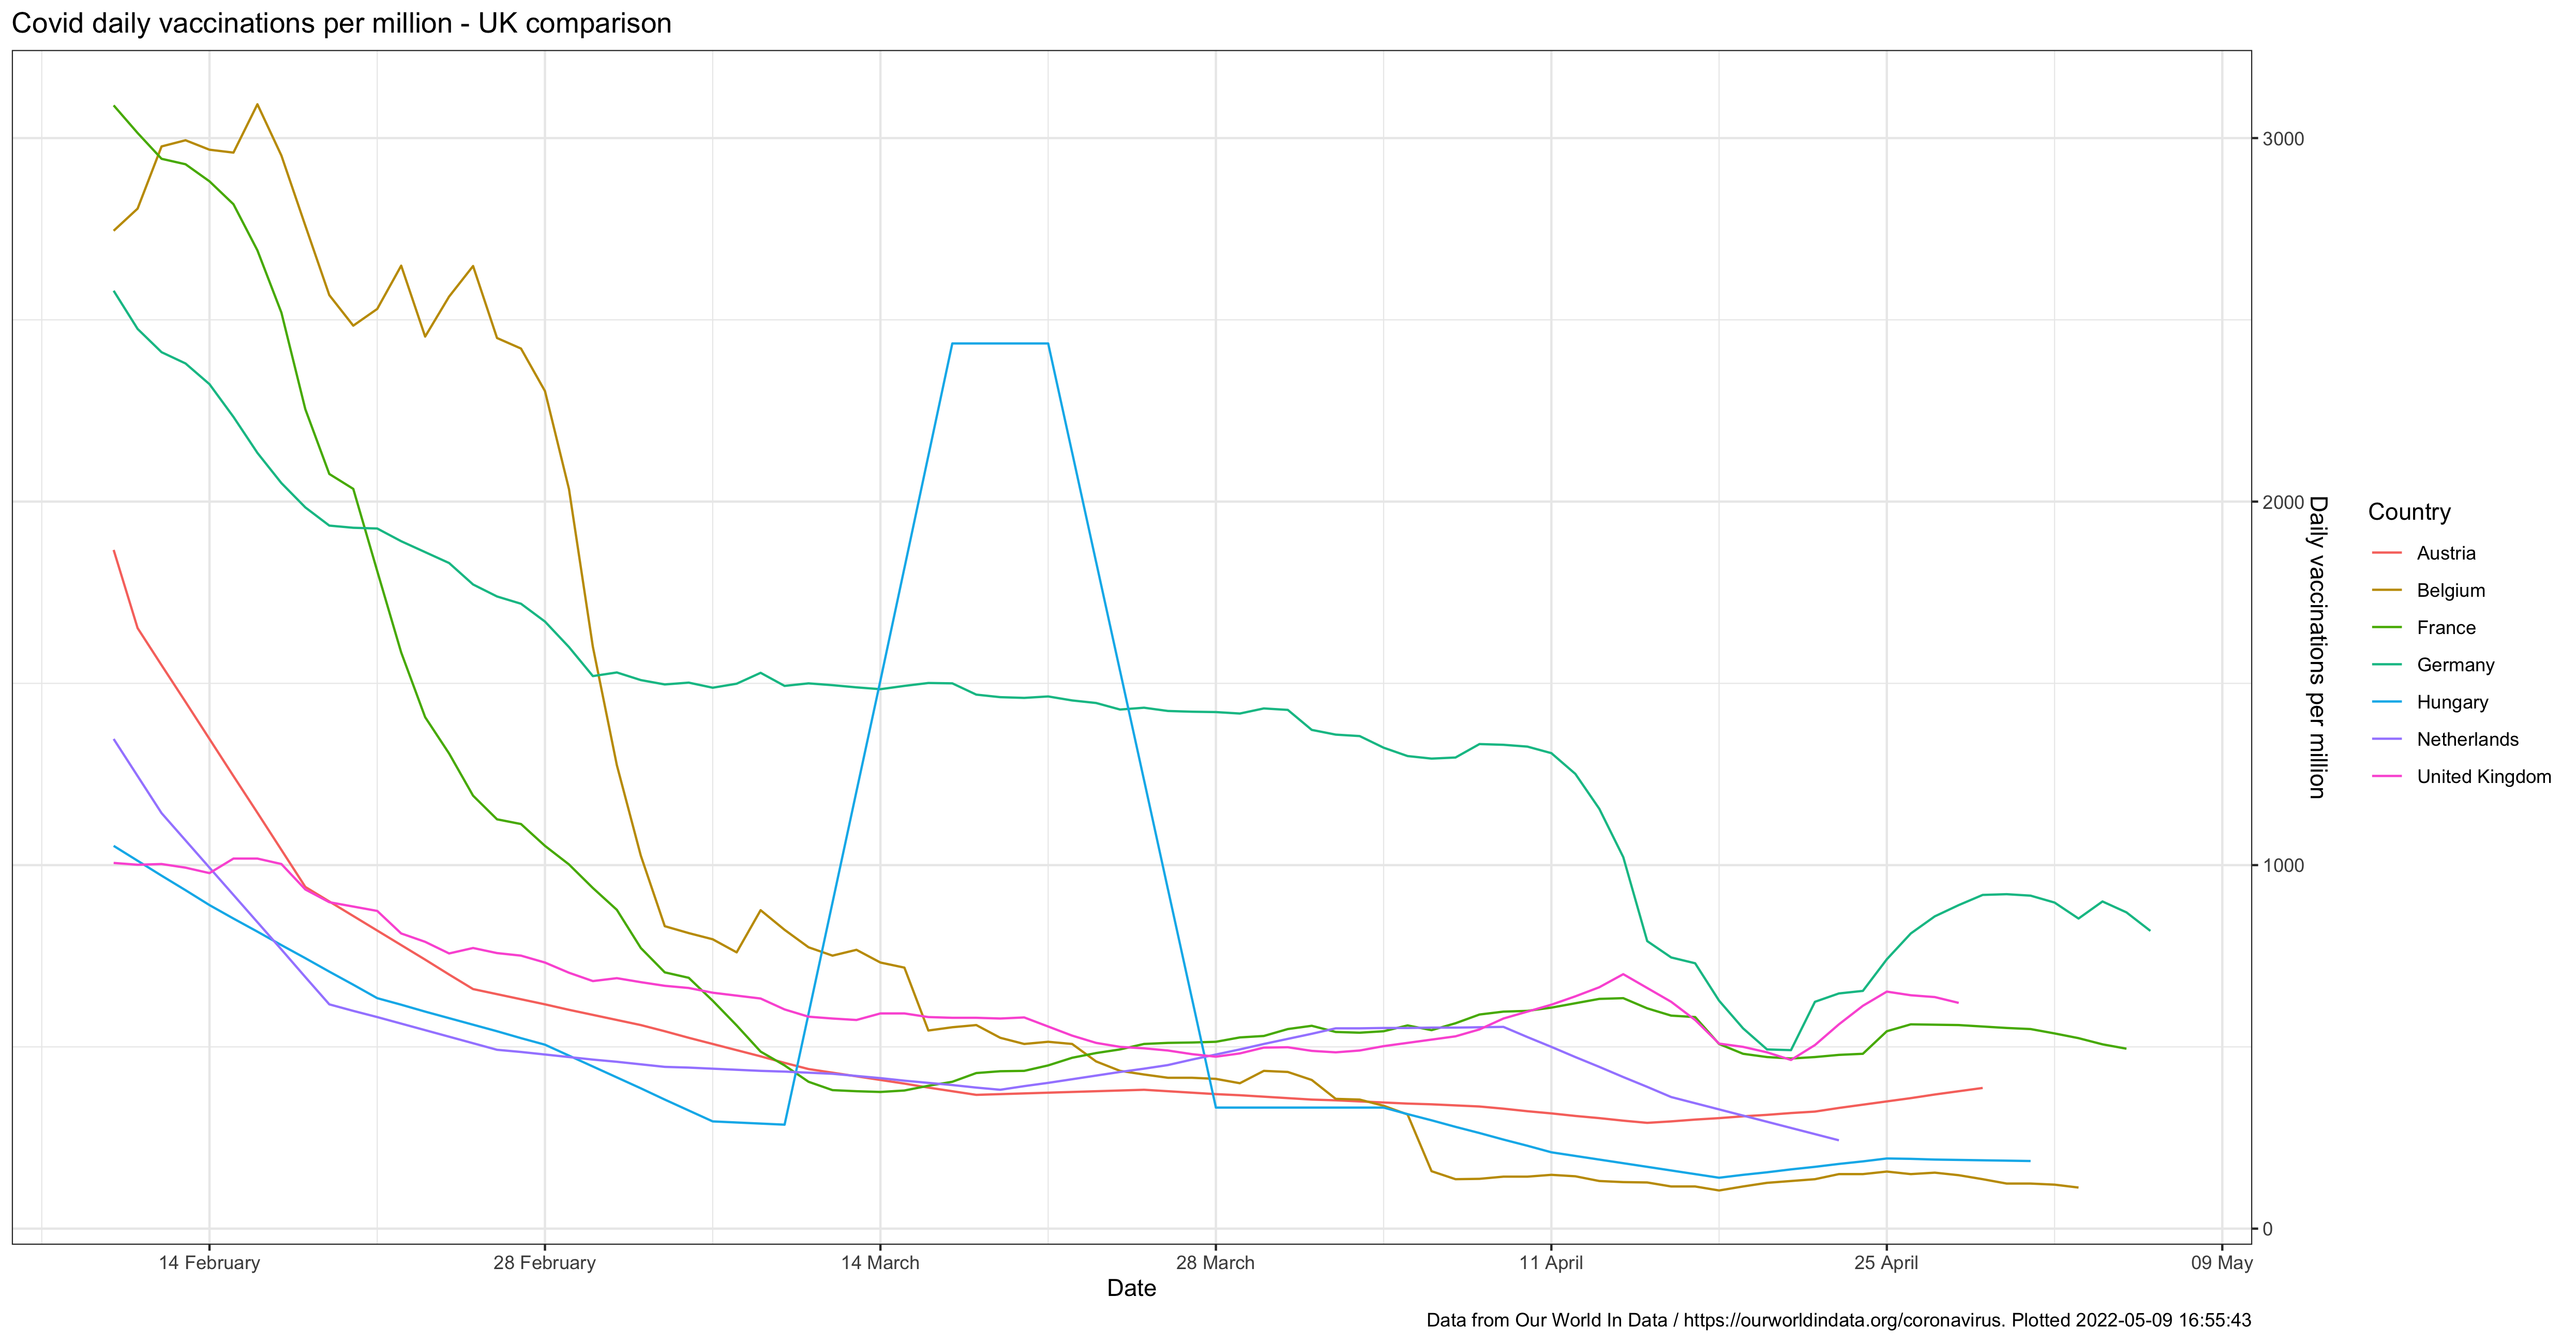 Covid daily vaccinations per million - UK comparison
3000
2000
1000
0
Daily vaccinations per million
Country
Austria
Belgium
France
Germany
Hungary
Netherlands
United Kingdom
14 February
28 February
14 March
28 March
11 April
25 April
09 May
Date
Data from Our World In Data / https://ourworldindata.org/coronavirus. Plotted 2022-05-09 16:55:43